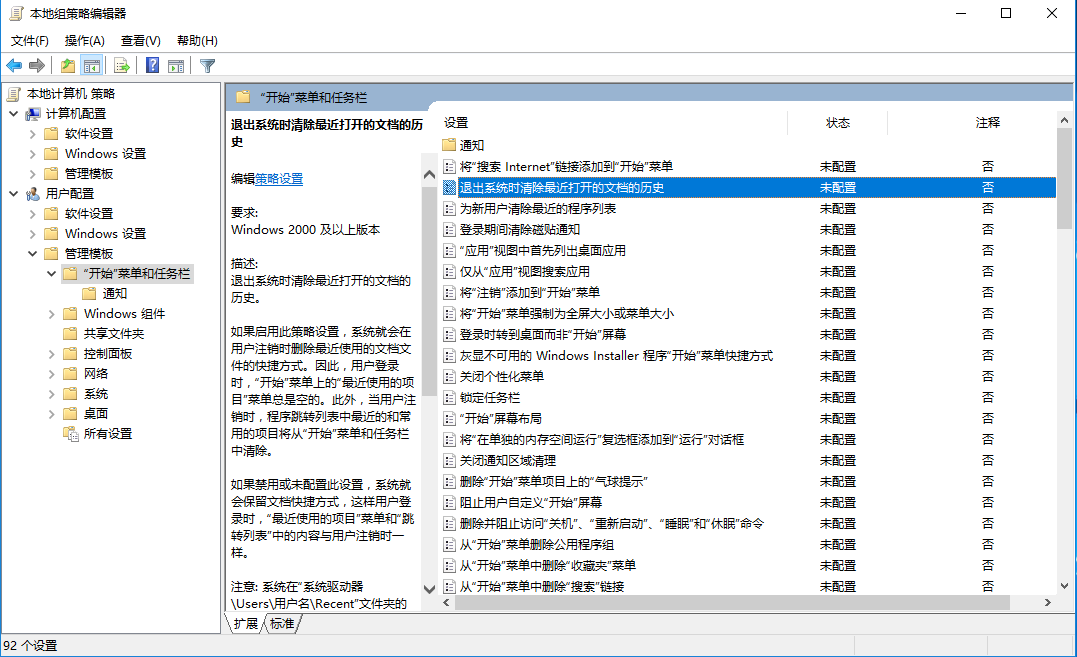 本地组策略编辑器
文件(F) 操作(A) 查看(V) 帮助(H)
本地计算机 策略
计算机配置
软件设置
Windows 设置
管理模板
用户配置
软件设置
Windows 设置
管理模板
“开始”菜单和任务栏
通知
Windows 组件
共享文件夹
控制面板
网络
系统
桌面
所有设置
“开始”菜单和任务栏
退出系统时清除最近打开的文档的历
史
编辑策略设置
要求:
Windows 2000 及以上版本
描述:
退出系统时清除最近打开的文档的
历史。
如果启用此策略设置，系统就会在
用户注销时删除最近使用的文档文
件的快捷方式。因此，用户登录
时，“开始”菜单上的“最近使用的项
目”菜单总是空的。此外，当用户注
销时，程序跳转列表中最近的和常
用的项目将从“开始”菜单和任务栏
中清除。
如果禁用或未配置此设置，系统就
会保留文档快捷方式，这样用户登
录时，“最近使用的项目”菜单和“跳
转列表”中的内容与用户注销时一
样。
注意: 系统在“系统驱动器
\Users\用户名\Recent”文件夹的
设置 状态 注释
通知
将“搜索 Internet”链接添加到“开始”菜单 未配置 否
退出系统时清除最近打开的文档的历史 未配置 否
为新用户清除最近的程序列表 未配置 否
登录期间清除磁贴通知 未配置 否
“应用”视图中首先列出桌面应用 未配置 否
仅从“应用”视图搜索应用 未配置 否
将“注销”添加到“开始”菜单 未配置 否
将“开始”菜单强制为全屏大小或菜单大小 未配置 否
登录时转到桌面而非“开始”屏幕 未配置 否
灰显不可用的 Windows Installer 程序“开始”菜单快捷方式 未配置 否
关闭个性化菜单 未配置 否
锁定任务栏 未配置 否
“开始”屏幕布局 未配置 否
将“在单独的内存空间运行”复选框添加到“运行”对话框 未配置 否
关闭通知区域清理 未配置 否
删除“开始”菜单项目上的“气球提示” 未配置 否
阻止用户自定义“开始”屏幕 未配置 否
删除并阻止访问“关机”、“重新启动”、“睡眠”和“休眠”命令 未配置 否
从“开始”菜单删除公用程序组 未配置 否
从“开始”菜单中删除“收藏夹”菜单 未配置 否
从“开始”菜单中删除“搜索”链接 未配置 否
扩展 标准
92 个设置